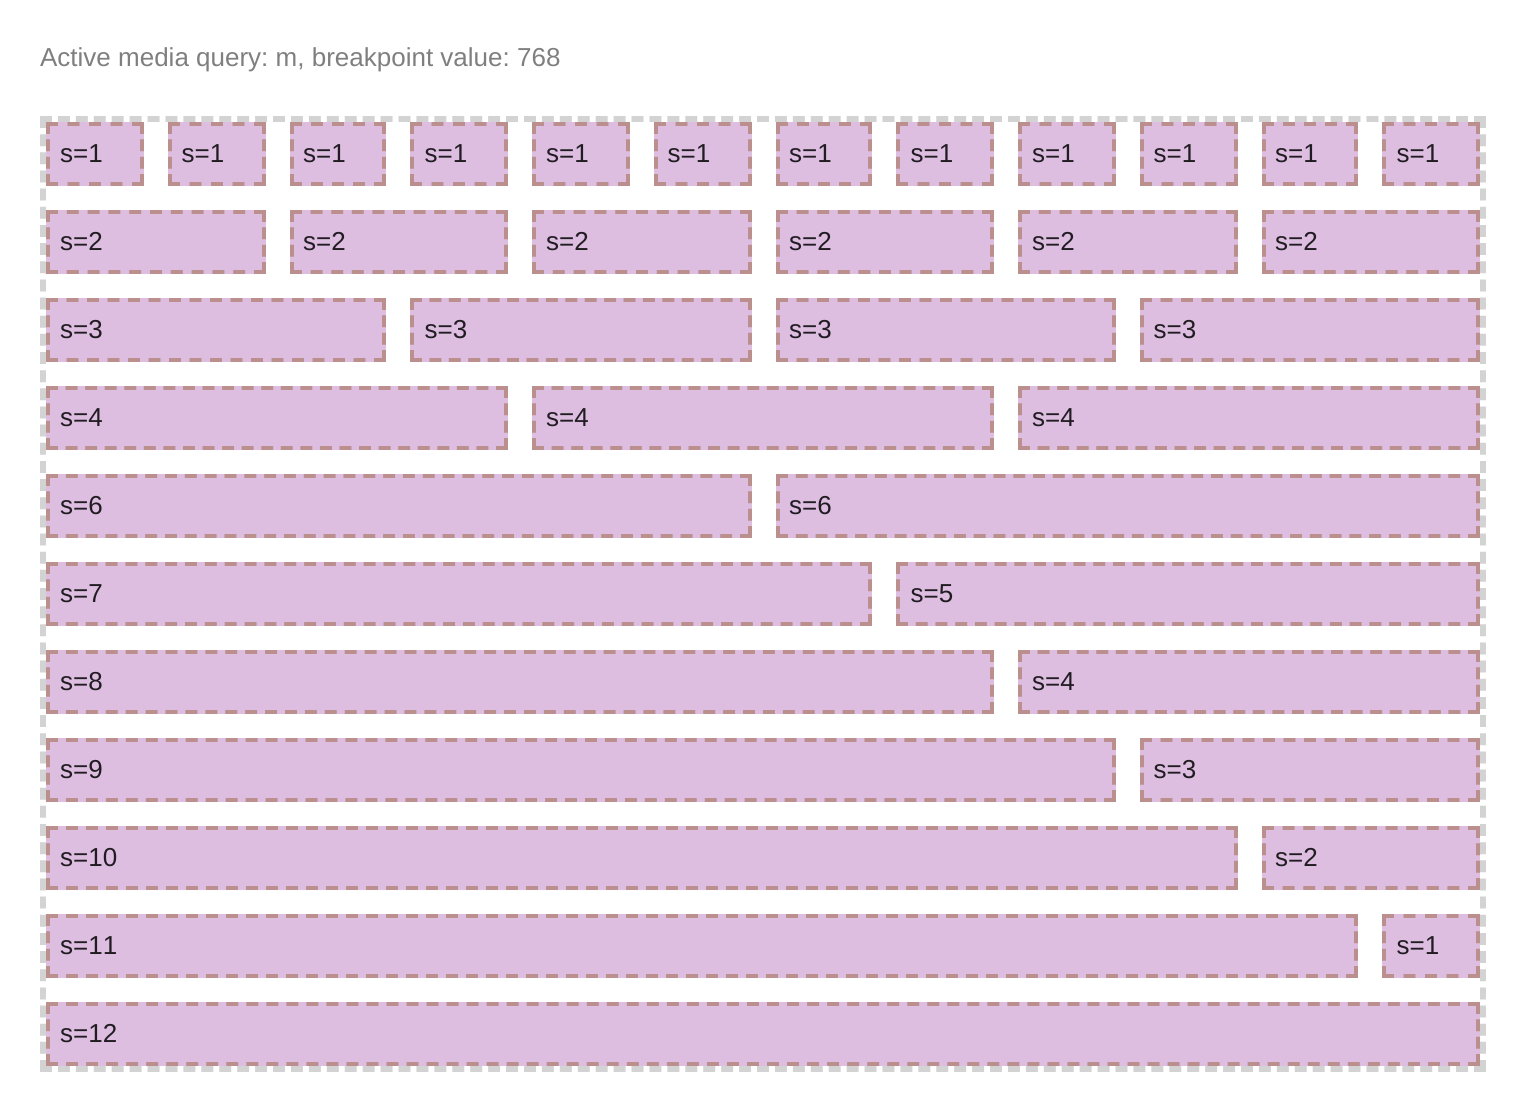 Active media query: m, breakpoint value: 768
s=1 s=1 s=1 s=1 s=1 s=1 s=1 s=1 s=1 s=1 s=1 s=1
s=2 s=2 s=2 s=2 s=2 s=2
s=3 s=3 s=3 s=3
s=4 s=4 s=4
s=6 s=6
s=7 s=5
s=8 s=4
s=9 s=3
s=10 s=2
s=11 s=1
s=12